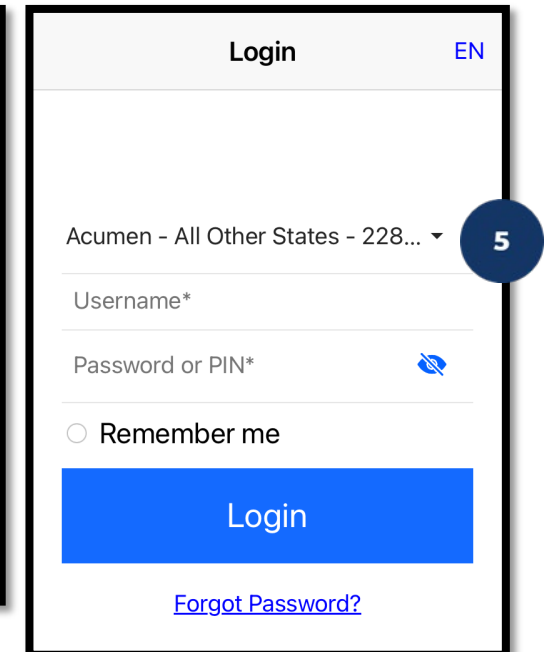 Login
EN
Acumen - All Other States - 228...
5
Username*
Password or PIN*
Remember me
Login
Forgot Password?